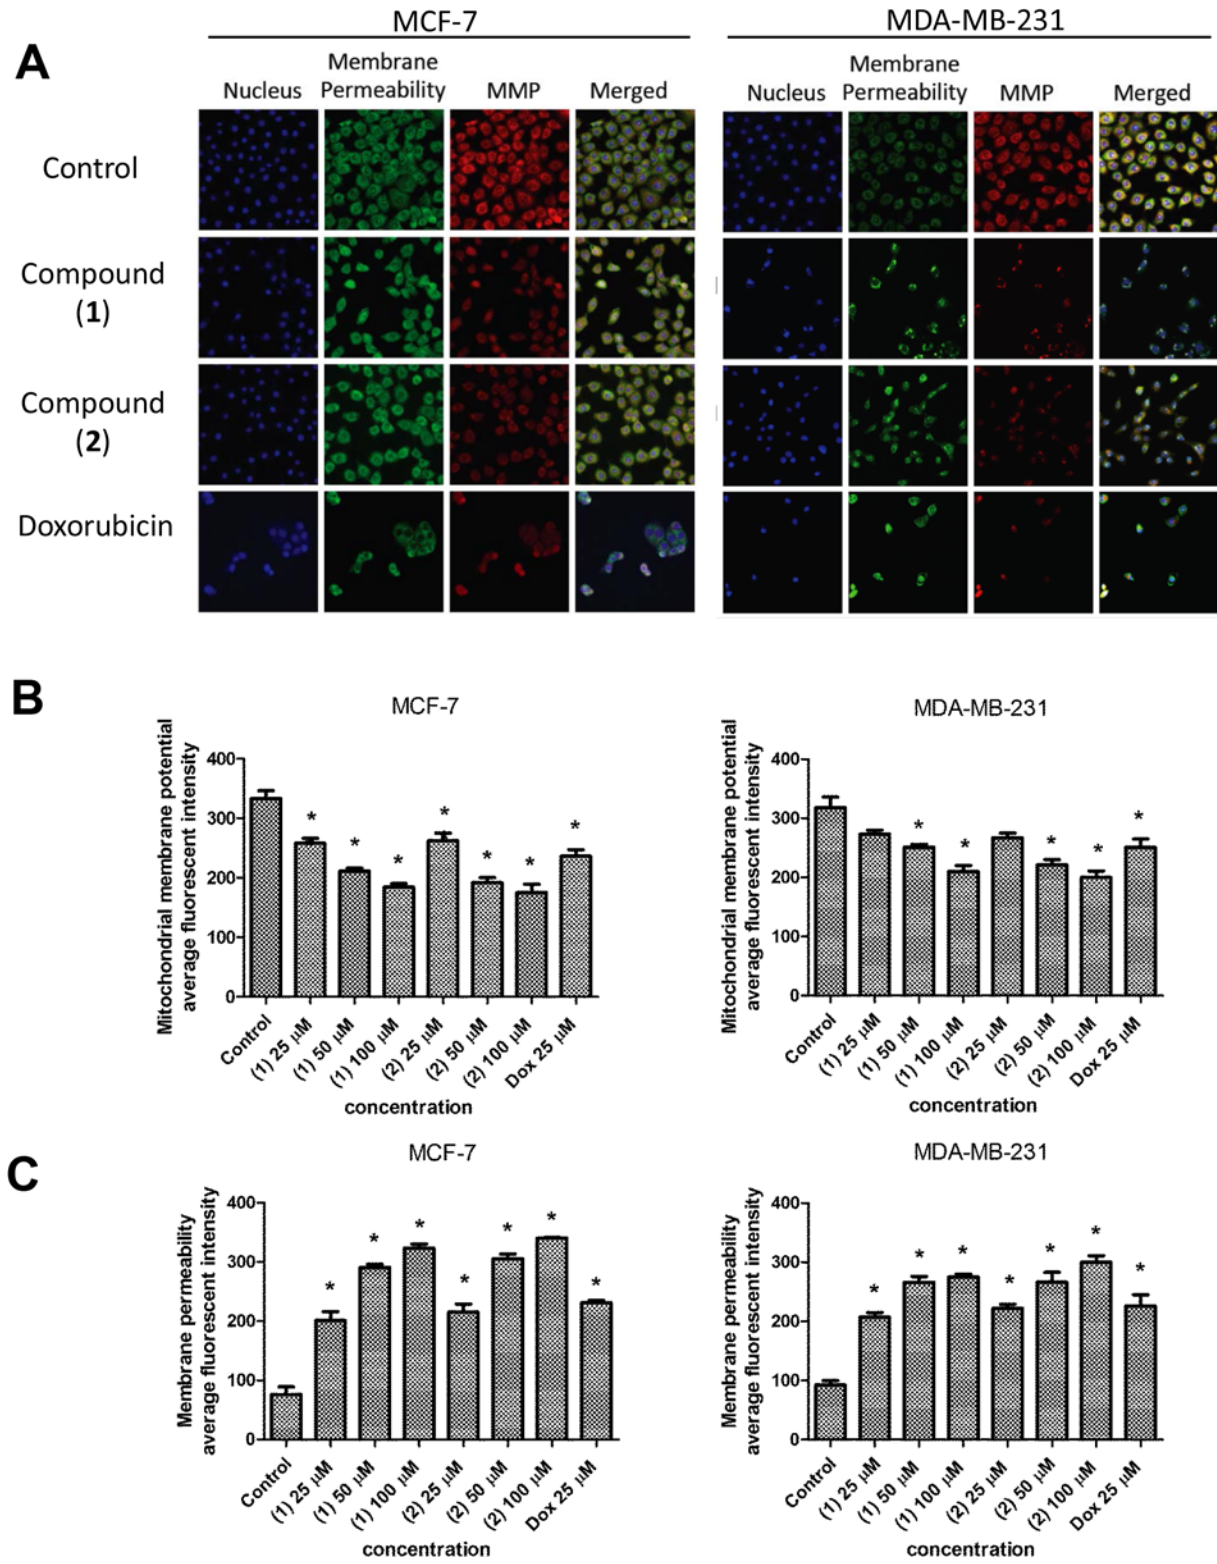 MCF-7
MDA-MB-231
A
Nucleus
Membrane
Permeability
MMP
Merged
Nucleus
Membrane
Permeability
MMP
Merged
Control
Compound
(1)
Compound
(2)
Doxorubicin
B
MCF-7
Mitochondrial membrane potential
average fluorescent intensity
400
300
200
100
0
*
*
*
*
*
*
*
Control
(1) 25 µM
(1) 50 µM
(1) 100 µM
(2) 25 µM
(2) 50 µM
(2) 100 µM
Dox 25 µM
concentration
MDA-MB-231
Mitochondrial membrane potential
average fluorescent intensity
400
300
200
100
0
*
*
*
*
*
Control
(1) 25 µM
(1) 50 µM
(1) 100 µM
(2) 25 µM
(2) 50 µM
(2) 100 µM
Dox 25 µM
concentration
C
MCF-7
Membrane permeability
average fluorescent intensity
400
300
200
100
0
*
*
*
*
*
*
*
Control
(1) 25 µM
(1) 50 µM
(1) 100 µM
(2) 25 µM
(2) 50 µM
(2) 100 µM
Dox 25 µM
concentration
MDA-MB-231
Membrane permeability
average fluorescent intensity
400
300
200
100
0
*
*
*
*
*
*
*
Control
(1) 25 µM
(1) 50 µM
(1) 100 µM
(2) 25 µM
(2) 50 µM
(2) 100 µM
Dox 25 µM
concentration